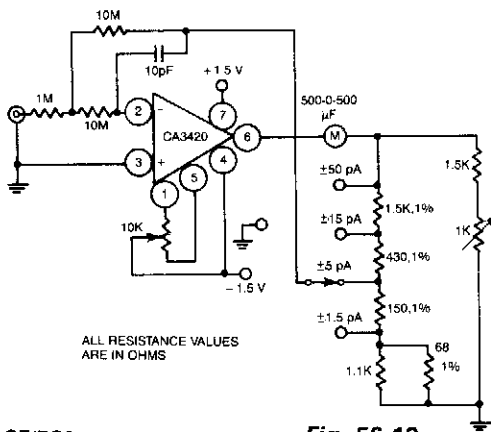 10M
10pF
+1.5 V
1M
10M
2
-
7
CA3420
6
3
+
4
5
1
10K
-1.5 V
500-0-500
μF
M
±50 pA
1.5K,1%
±15 pA
430,1%
±5 pA
150,1%
±1.5 pA
1.1K
68
1%
1.5K
1K
ALL RESISTANCE VALUES
ARE IN OHMS